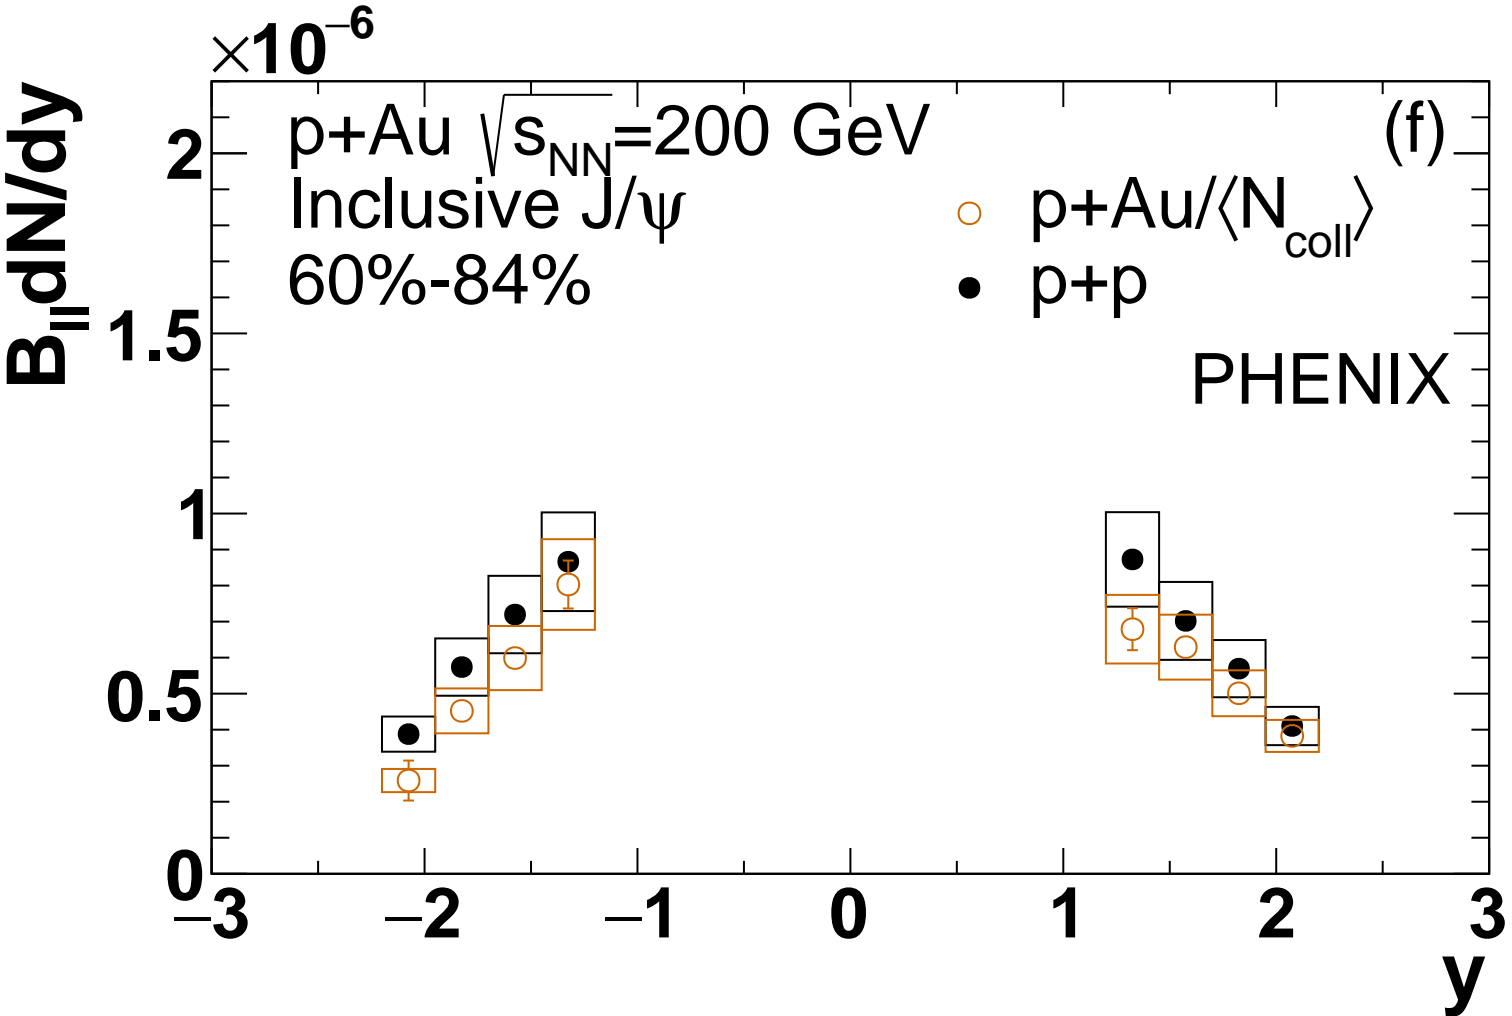 ×10⁻⁶
B_ll dN/dy
p+Au √s_NN=200 GeV
(f)
Inclusive J/ψ
60%-84%
p+Au/⟨N_coll⟩
p+p
PHENIX
2
1.5
1
0.5
0
−3 −2 −1 0 1 2 3
y